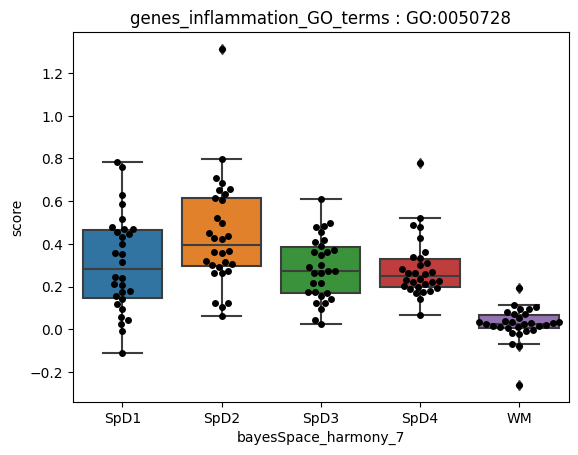 genes_inflammation_GO_terms : GO:0050728
score
1.2
1.0
0.8
0.6
0.4
0.2
0.0
−0.2
SpD1 SpD2 SpD3 SpD4 WM
bayesSpace_harmony_7